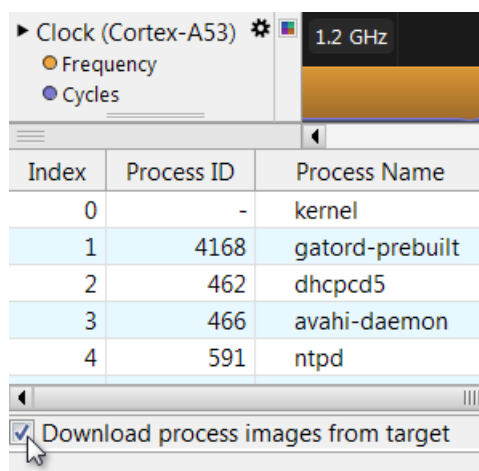 Clock (Cortex-A53)
1.2 GHz
Frequency
Cycles
Index Process ID Process Name
0 - kernel
1 4168 gatord-prebuilt
2 462 dhcpcd5
3 466 avahi-daemon
4 591 ntpd
Download process images from target